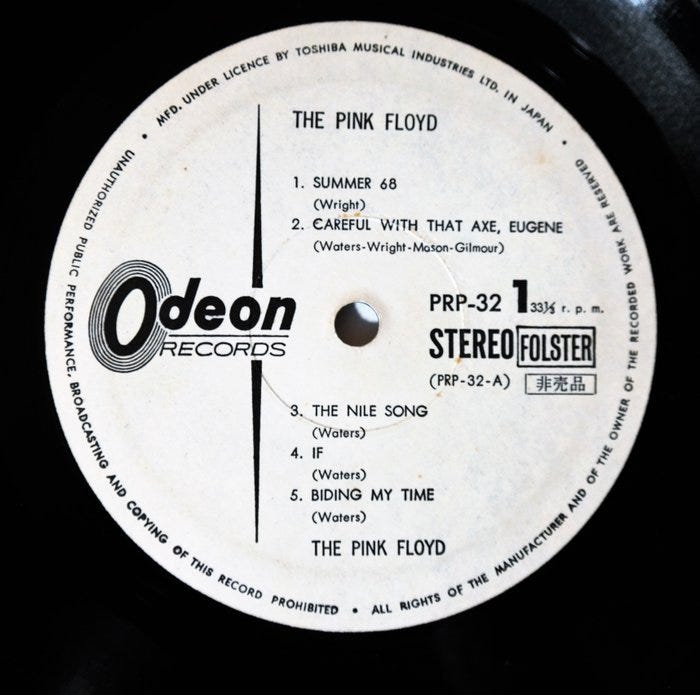 MFD. UNDER LICENCE BY TOSHIBA MUSICAL INDUSTRIES LTD. IN JAPAN
THE PINK FLOYD
1. SUMMER 68
(Wright)
2. CAREFUL WITH THAT AXE, EUGENE
(Waters-Wright-Mason-Gilmour)
Odeon
RECORDS
PRP-32 1 33⅓ r. p. m.
STEREO FOLSTER
(PRP-32-A) 非売品
3. THE NILE SONG
(Waters)
4. IF
(Waters)
5. BIDING MY TIME
(Waters)
THE PINK FLOYD
UNAUTHORIZED PUBLIC PERFORMANCE, BROADCASTING AND COPYING OF THIS RECORD PROHIBITED • ALL RIGHTS OF THE MANUFACTURER AND OF THE OWNER OF THE RECORDED WORK ARE RESERVED •